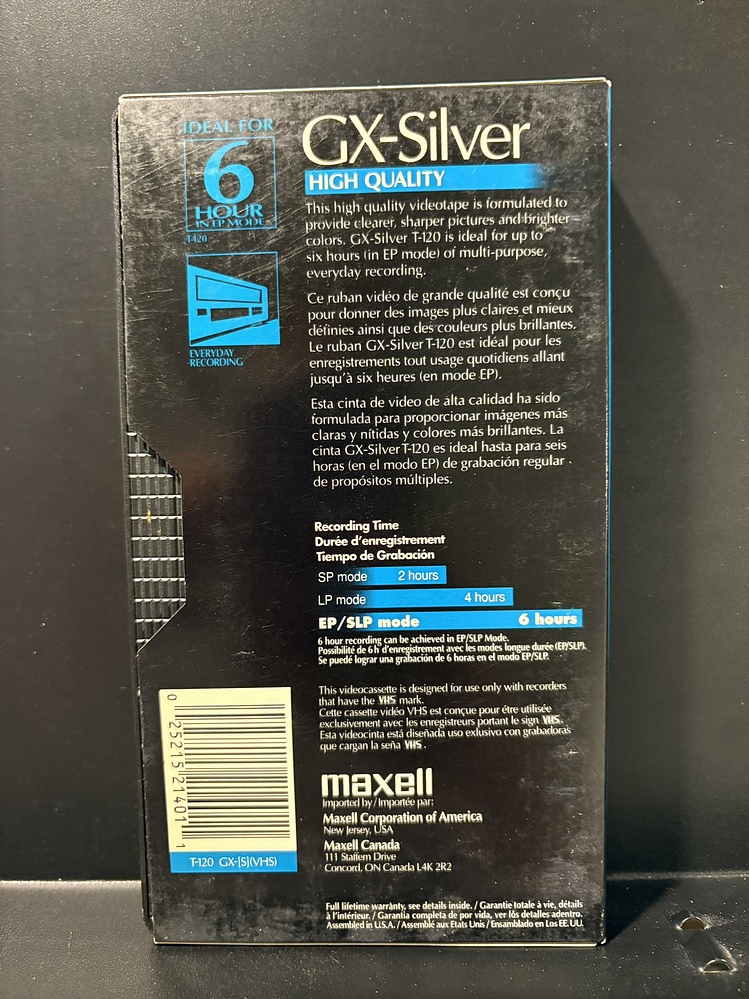 IDEAL FOR
6
HOUR
IN EP MODE
T-120
EVERYDAY
RECORDING
GX-Silver
HIGH QUALITY
This high quality videotape is formulated to
provide clearer, sharper pictures and brighter
colors. GX-Silver T-120 is ideal for up to
six hours (in EP mode) of multi-purpose,
everyday recording.
Ce ruban vidéo de grande qualité est conçu
pour donner des images plus claires et mieux
définies ainsi que des couleurs plus brillantes.
Le ruban GX-Silver T-120 est idéal pour les
enregistrements tout usage quotidiens allant
jusqu'à six heures (en mode EP).
Esta cinta de video de alta calidad ha sido
formulada para proporcionar imágenes más
claras y nítidas y colores más brillantes. La
cinta GX-Silver T-120 es ideal hasta para seis
horas (en el modo EP) de grabación regular
de propósitos múltiples.
Recording Time
Durée d'enregistrement
Tiempo de Grabación
SP mode 2 hours
LP mode 4 hours
EP/SLP mode 6 hours
6 hour recording can be achieved in EP/SLP Mode.
Possibilité de 6 h d'enregistrement avec les modes longue durée (EP/SLP).
Se puedé lograr una grabación de 6 horas en el modo EP/SLP.
This videocassette is designed for use only with recorders
that have the VHS mark.
Cette cassette vidéo VHS est conçue pour étre utilisée
exclusivement avec les enregistreurs portant le sign VHS.
Esta videocinta está diseñada uso exlusivo con grabadoras
que cargan la seña VHS.
0 25215 21401 1
T-120 GX-[S](VHS)
maxell
Imported by / Importée par:
Maxell Corporation of America
New Jersey, USA
Maxell Canada
111 Staffern Drive
Concord, ON Canada L4K 2R2
Full lifetime warranty, see details inside. / Garantie totale à vie, détails
à l'intérieur. / Garantia completa de por vida, ver los detalles adentro.
Assembled in U.S.A. / Assemblé aux Etats Unis / Ensamblado en Los EE.UU.